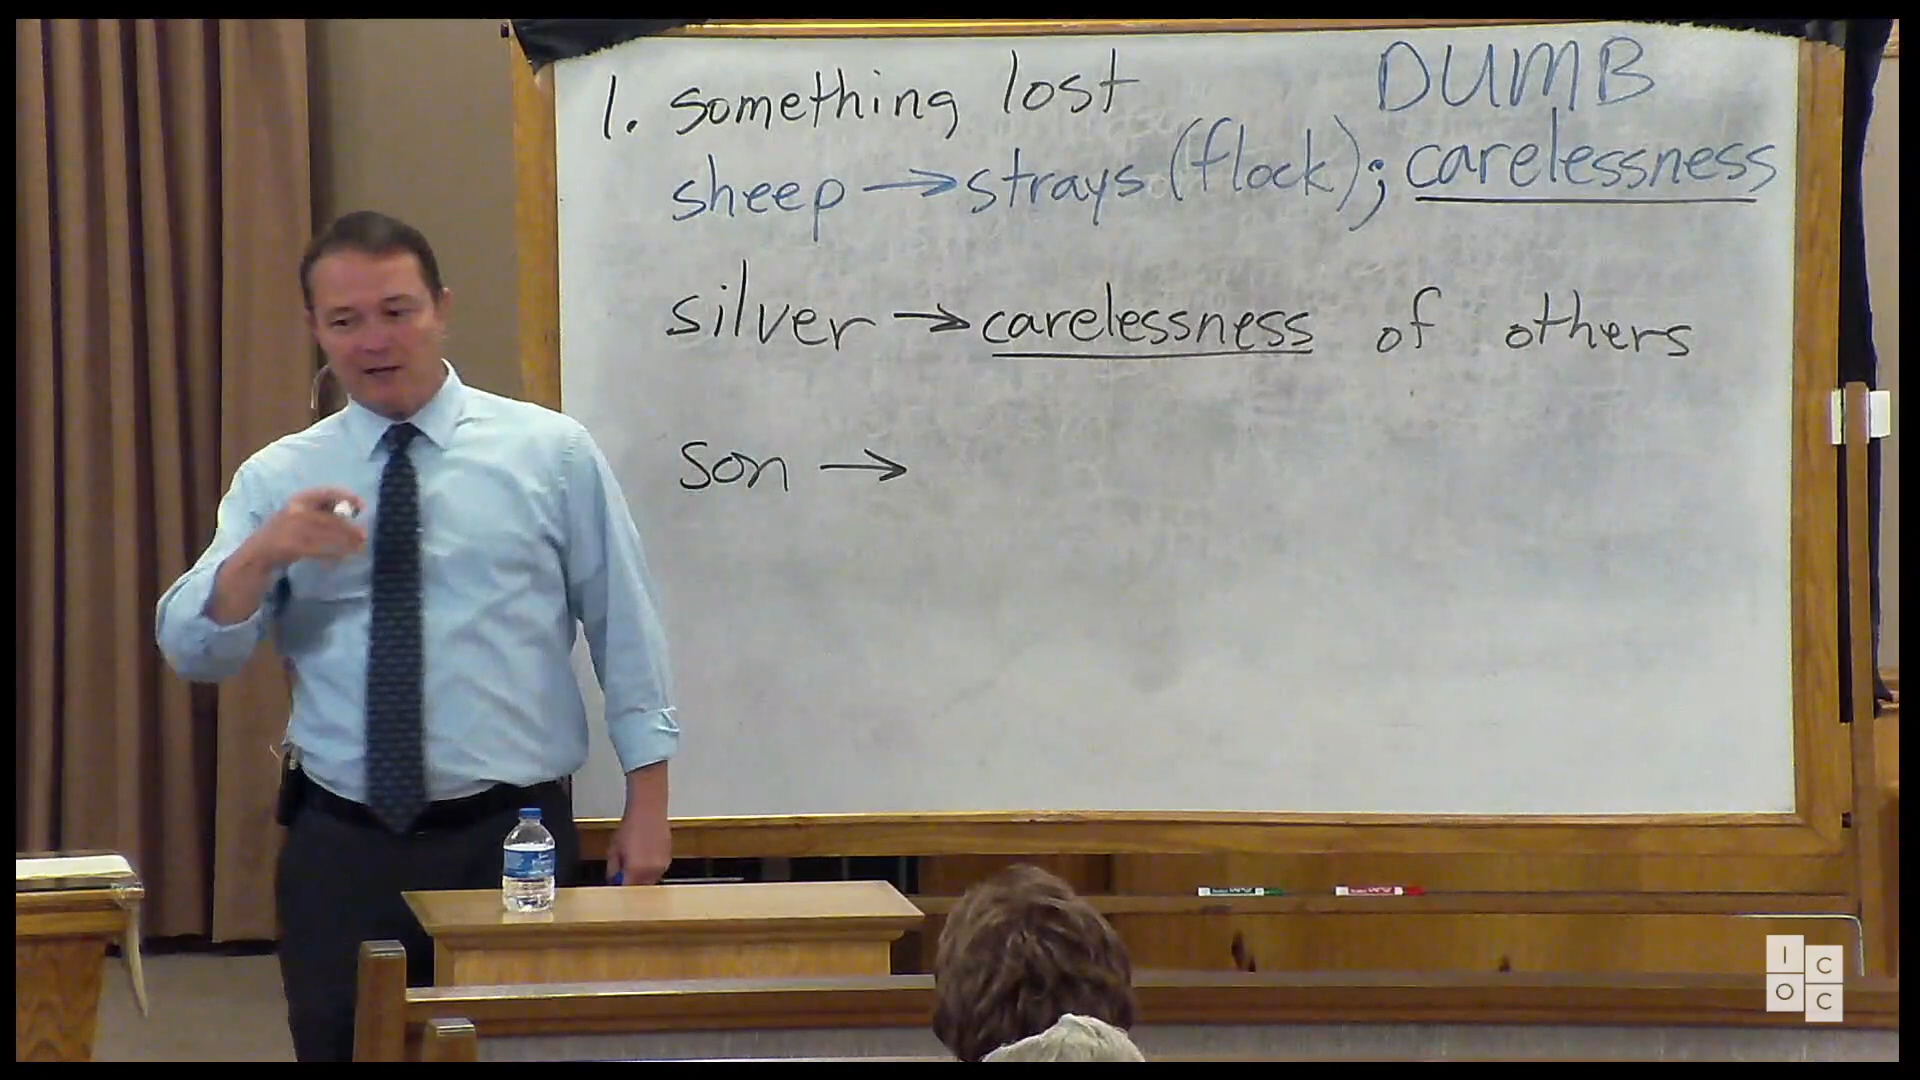 DUMB
1. something lost
sheep → strays (flock); carelessness
silver → carelessness of others
son →
I C
O C